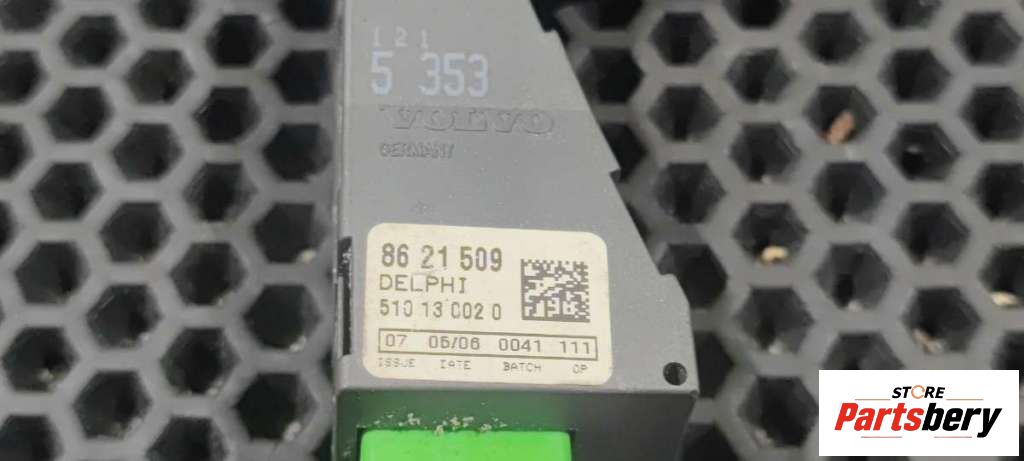 1 2 1
5 353
VOLVO
GERMANY
86 21 509
DELPHI
510 13 002 0
07 05/06 0041 111
ISSUE DATE BATCH OP
STORE
Partsbery